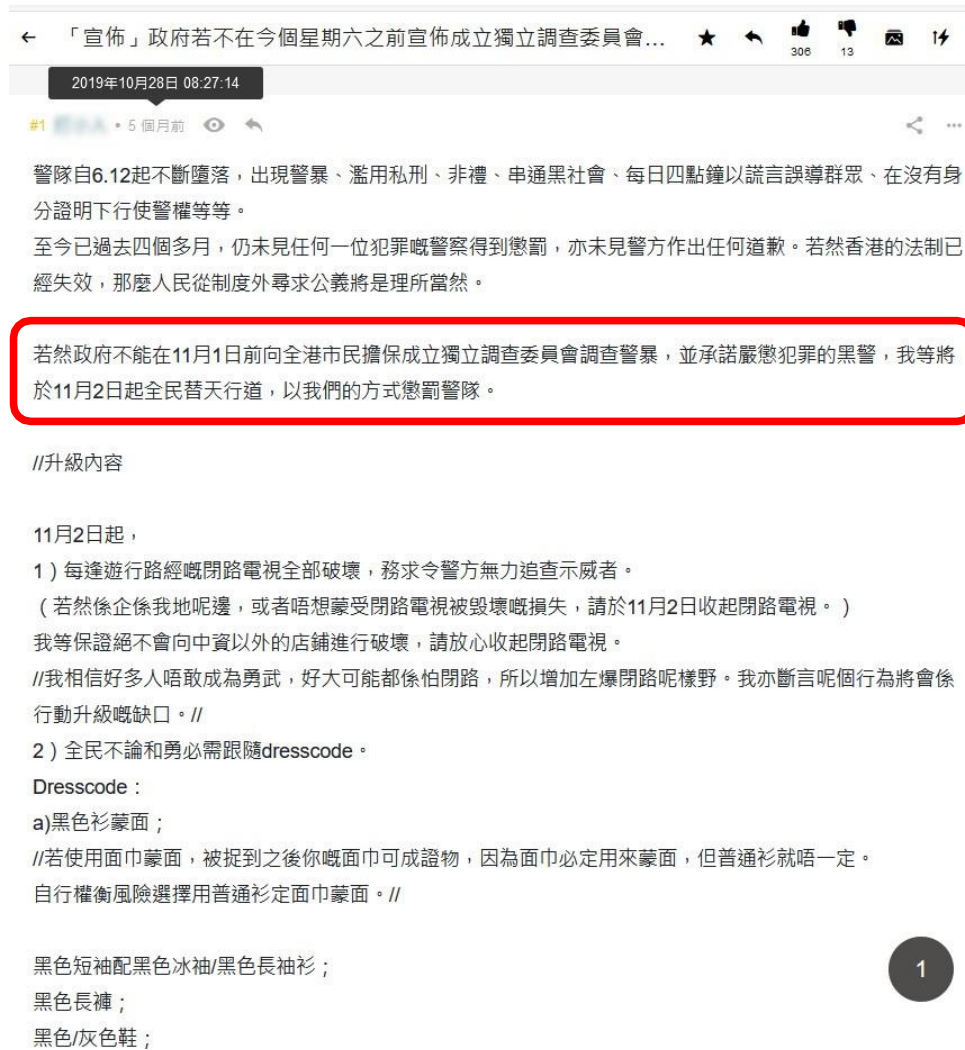 「宣佈」政府若不在今個星期六之前宣佈成立獨立調查委員會...
306
13
2019年10月28日 08:27:14
#1
• 5 個月前
警隊自6.12起不斷墮落，出現警暴、濫用私刑、非禮、串通黑社會、每日四點鐘以謊言誤導群眾、在沒有身
分證明下行使警權等等。
至今已過去四個多月，仍未見任何一位犯罪嘅警察得到懲罰，亦未見警方作出任何道歉。若然香港的法制已
經失效，那麼人民從制度外尋求公義將是理所當然。
若然政府不能在11月1日前向全港市民擔保成立獨立調查委員會調查警暴，並承諾嚴懲犯罪的黑警，我等將
於11月2日起全民替天行道，以我們的方式懲罰警隊。
//升級內容
11月2日起，
1）每逢遊行路經嘅閉路電視全部破壞，務求令警方無力追查示威者。
（若然係企係我地呢邊，或者唔想蒙受閉路電視被毀壞嘅損失，請於11月2日收起閉路電視。）
我等保證絕不會向中資以外的店鋪進行破壞，請放心收起閉路電視。
//我相信好多人唔敢成為勇武，好大可能都係怕閉路，所以增加左爆閉路呢樣野。我亦斷言呢個行為將會係
行動升級嘅缺口。//
2）全民不論和勇必需跟隨dresscode。
Dresscode：
a)黑色衫蒙面；
//若使用面巾蒙面，被捉到之後你嘅面巾可成證物，因為面巾必定用來蒙面，但普通衫就唔一定。
自行權衡風險選擇用普通衫定面巾蒙面。//
黑色短袖配黑色冰袖/黑色長袖衫；
黑色長褲；
黑色/灰色鞋；
1